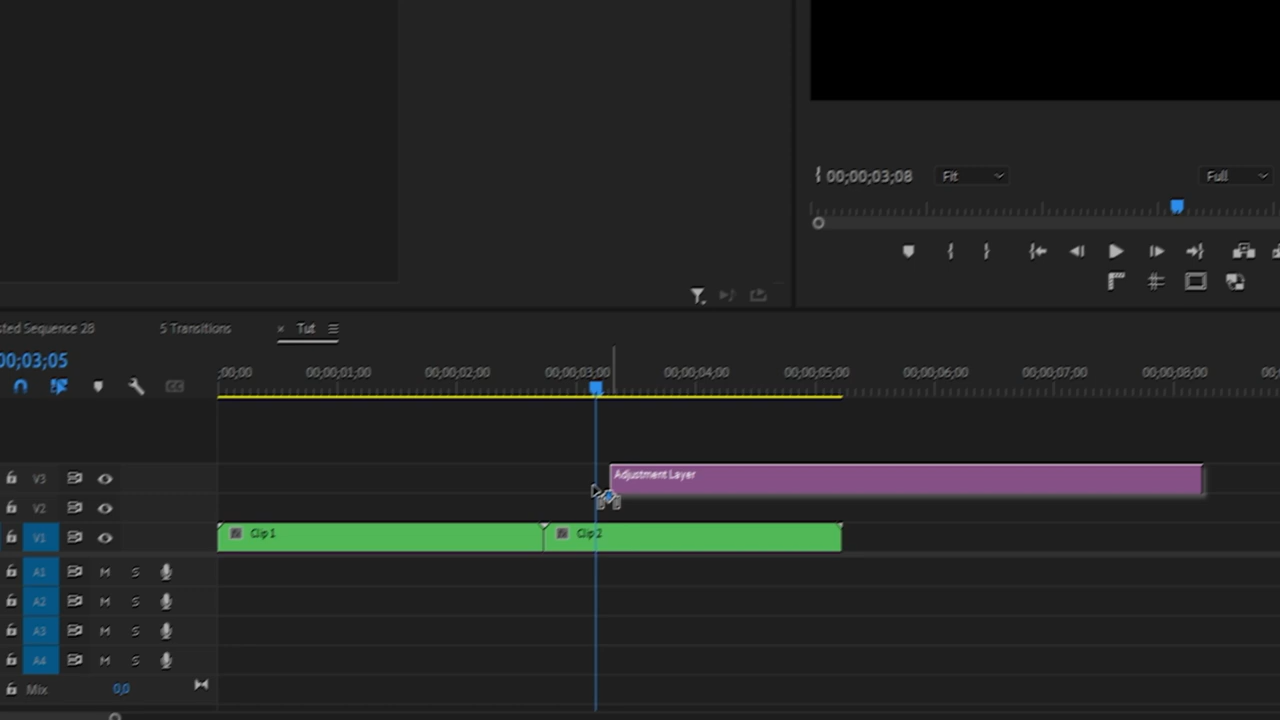 00;00;03;08 Fit Full
sted Sequence 28 5 Transitions × Tut
00;03;05
;00;00 00;00;01;00 00;00;02;00 00;00;03;00 00;00;04;00 00;00;05;00 00;00;06;00 00;00;07;00 00;00;08;00 00;
V3 Adjustment Layer
V2
V1 Clip 1 Clip 2
A1 M S
A2 M S
A3 M S
A4 M S
Mix 0,0